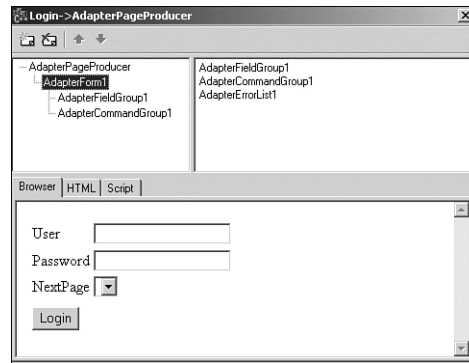 Login->AdapterPageProducer
AdapterPageProducer
AdapterForm1
AdapterFieldGroup1
AdapterCommandGroup1
AdapterFieldGroup1
AdapterCommandGroup1
AdapterErrorList1
Browser HTML Script
User
Password
NextPage
Login